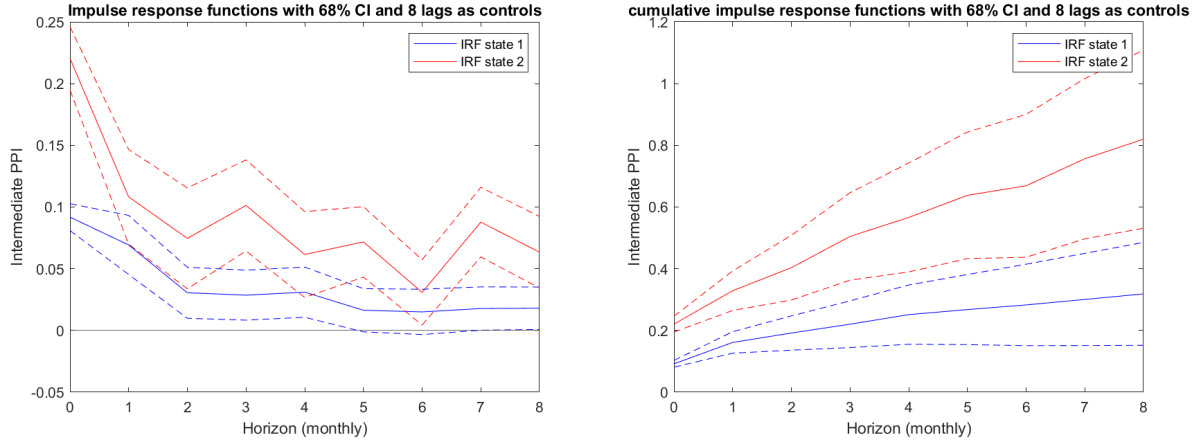 Impulse response functions with 68% CI and 8 lags as controls
0.25
0.2
0.15
0.1
0.05
0
-0.05
Intermediate PPI
IRF state 1
IRF state 2
0 1 2 3 4 5 6 7 8
Horizon (monthly)
cumulative impulse response functions with 68% CI and 8 lags as controls
1.2
1
0.8
0.6
0.4
0.2
0
Intermediate PPI
IRF state 1
IRF state 2
0 1 2 3 4 5 6 7 8
Horizon (monthly)